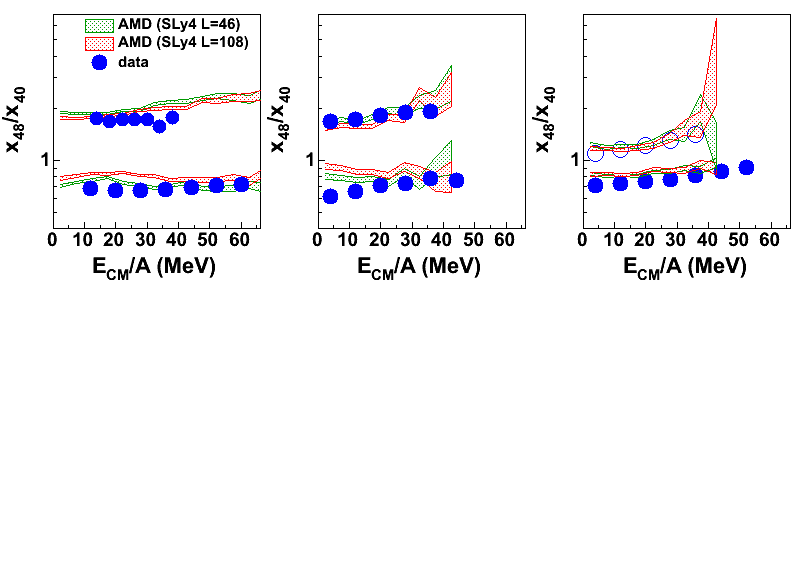 AMD (SLy4 L=46)
AMD (SLy4 L=108)
data
x48/x40
1
0 10 20 30 40 50 60
ECM/A (MeV)
x48/x40
1
0 10 20 30 40 50 60
ECM/A (MeV)
x48/x40
1
0 10 20 30 40 50 60
ECM/A (MeV)